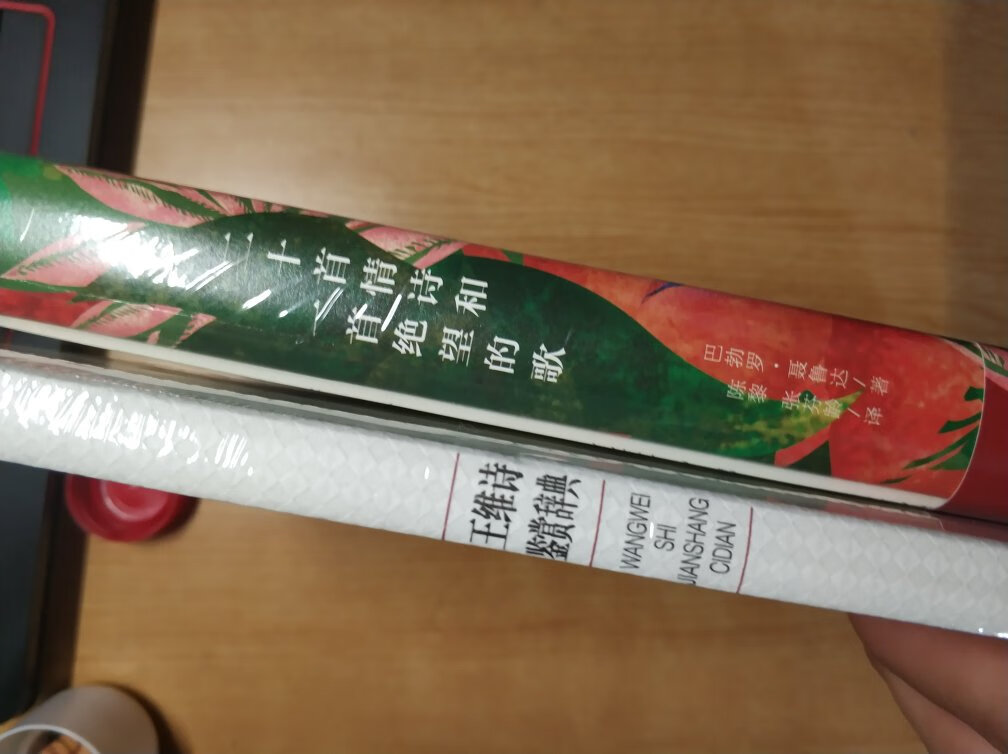 二十首情诗和
一首绝望的歌
巴勃罗·聂鲁达/著
陈黎 张芬龄/译
王维诗
鉴赏辞典
WANGWEI
SHI
JIANSHANG
CIDIAN